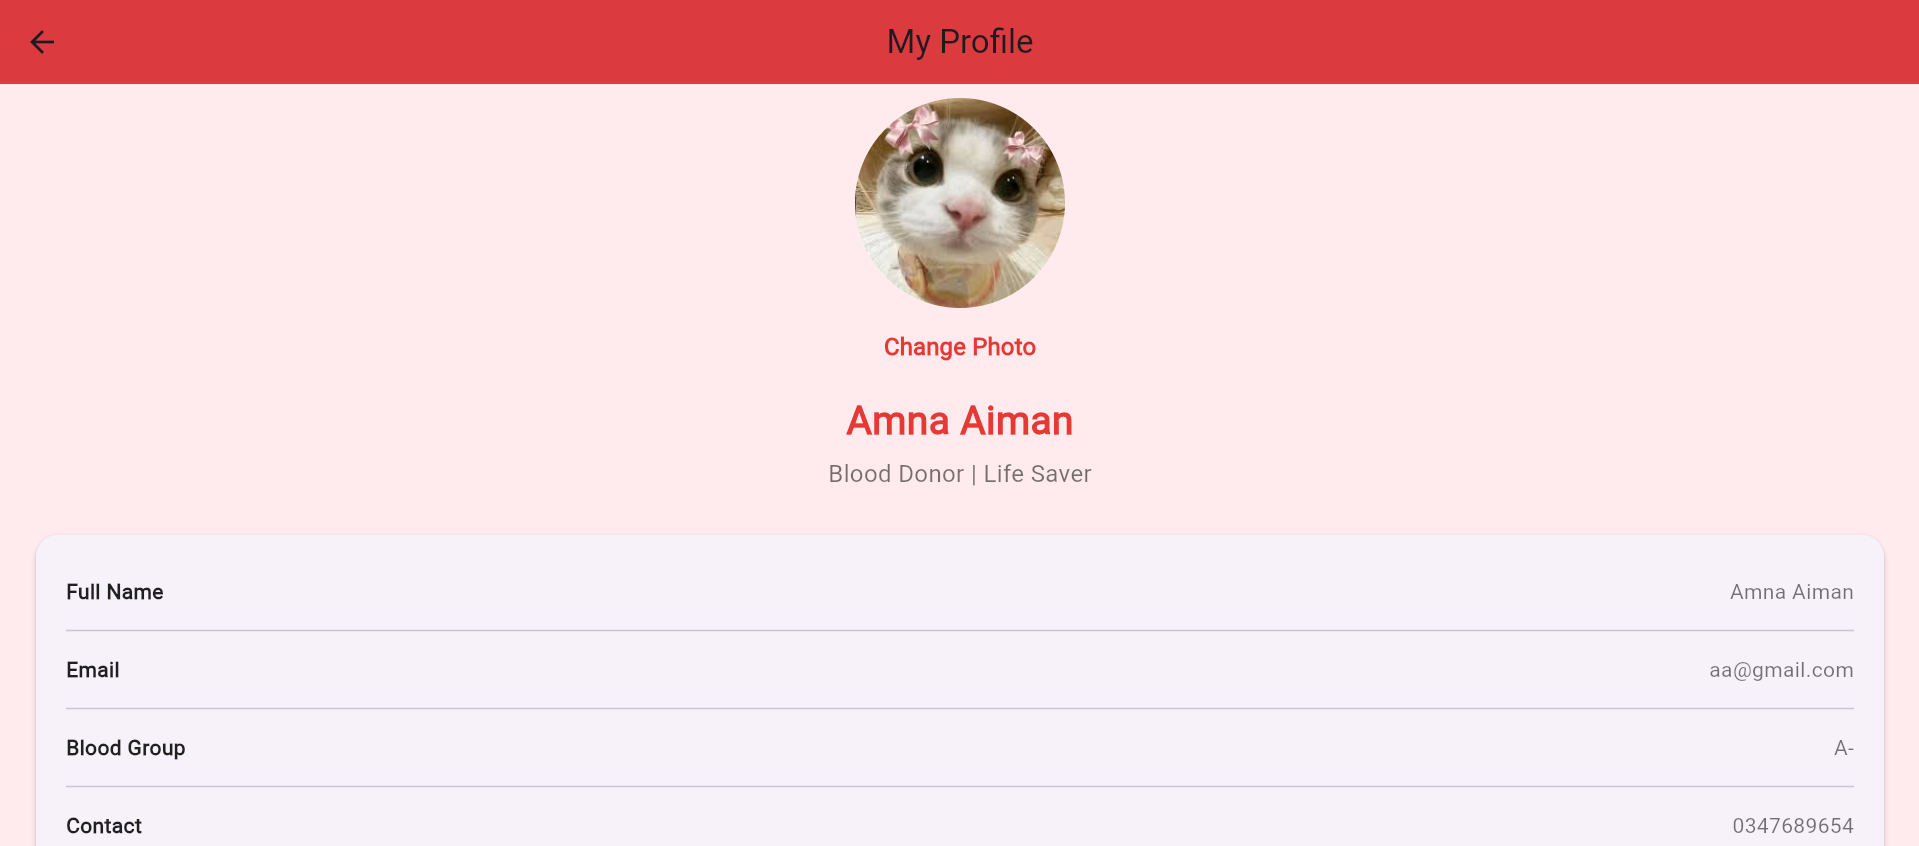 My Profile
Change Photo
Amna Aiman
Blood Donor | Life Saver
Full Name Amna Aiman
Email aa@gmail.com
Blood Group A-
Contact 0347689654